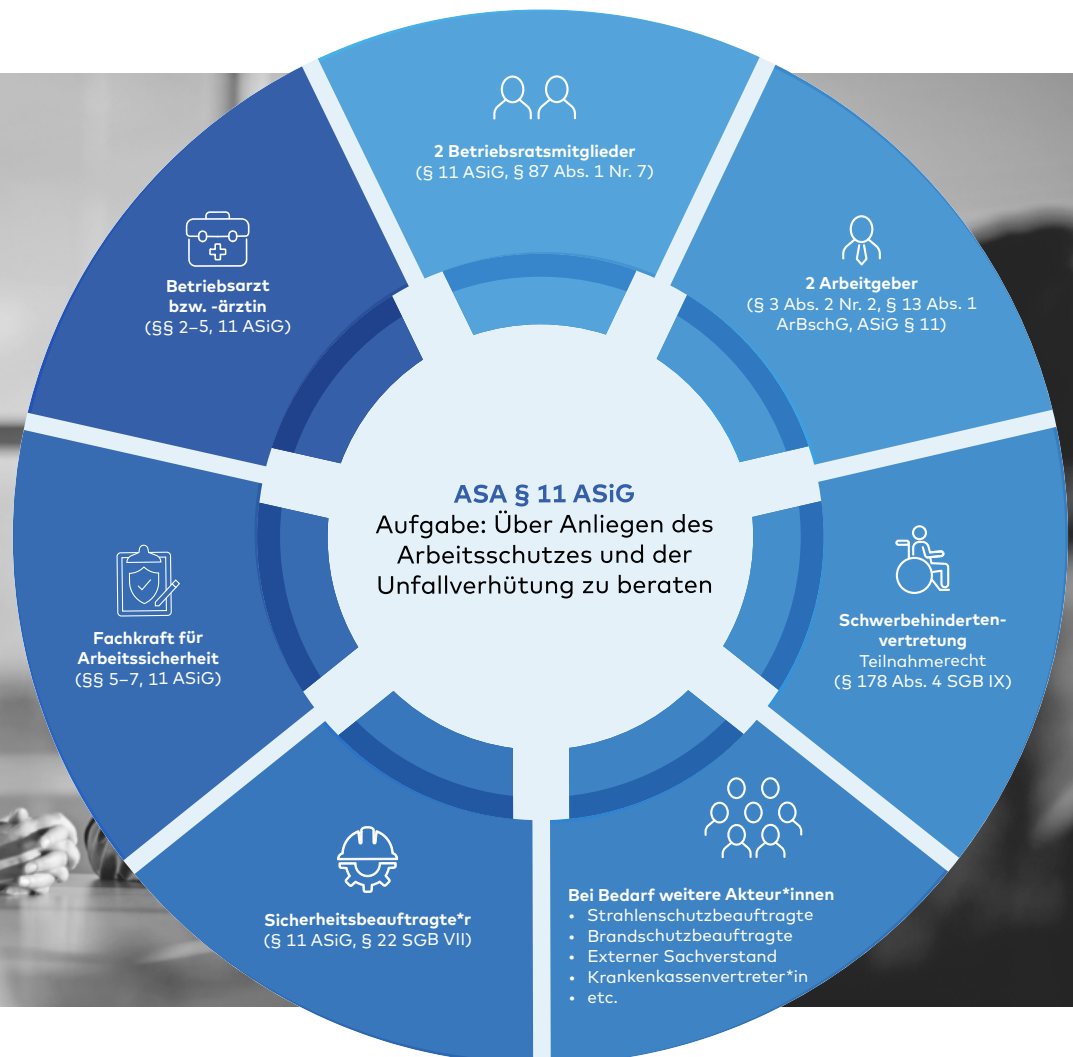 2 Betriebsratsmitglieder
(§ 11 ASiG, § 87 Abs. 1 Nr. 7)
2 Arbeitgeber
(§ 3 Abs. 2 Nr. 2, § 13 Abs. 1
ArBschG, ASiG § 11)
Schwerbehinderten-
vertretung
Teilnahmerecht
(§ 178 Abs. 4 SGB IX)
Bei Bedarf weitere Akteur*innen
• Strahlenschutzbeauftragte
• Brandschutzbeauftragte
• Externer Sachverstand
• Krankenkassenvertreter*in
• etc.
Sicherheitsbeauftragte*r
(§ 11 ASiG, § 22 SGB VII)
Fachkraft für
Arbeitssicherheit
(§§ 5–7, 11 ASiG)
Betriebsarzt
bzw. -ärztin
(§§ 2–5, 11 ASiG)
ASA § 11 ASiG
Aufgabe: Über Anliegen des
Arbeitsschutzes und der
Unfallverhütung zu beraten